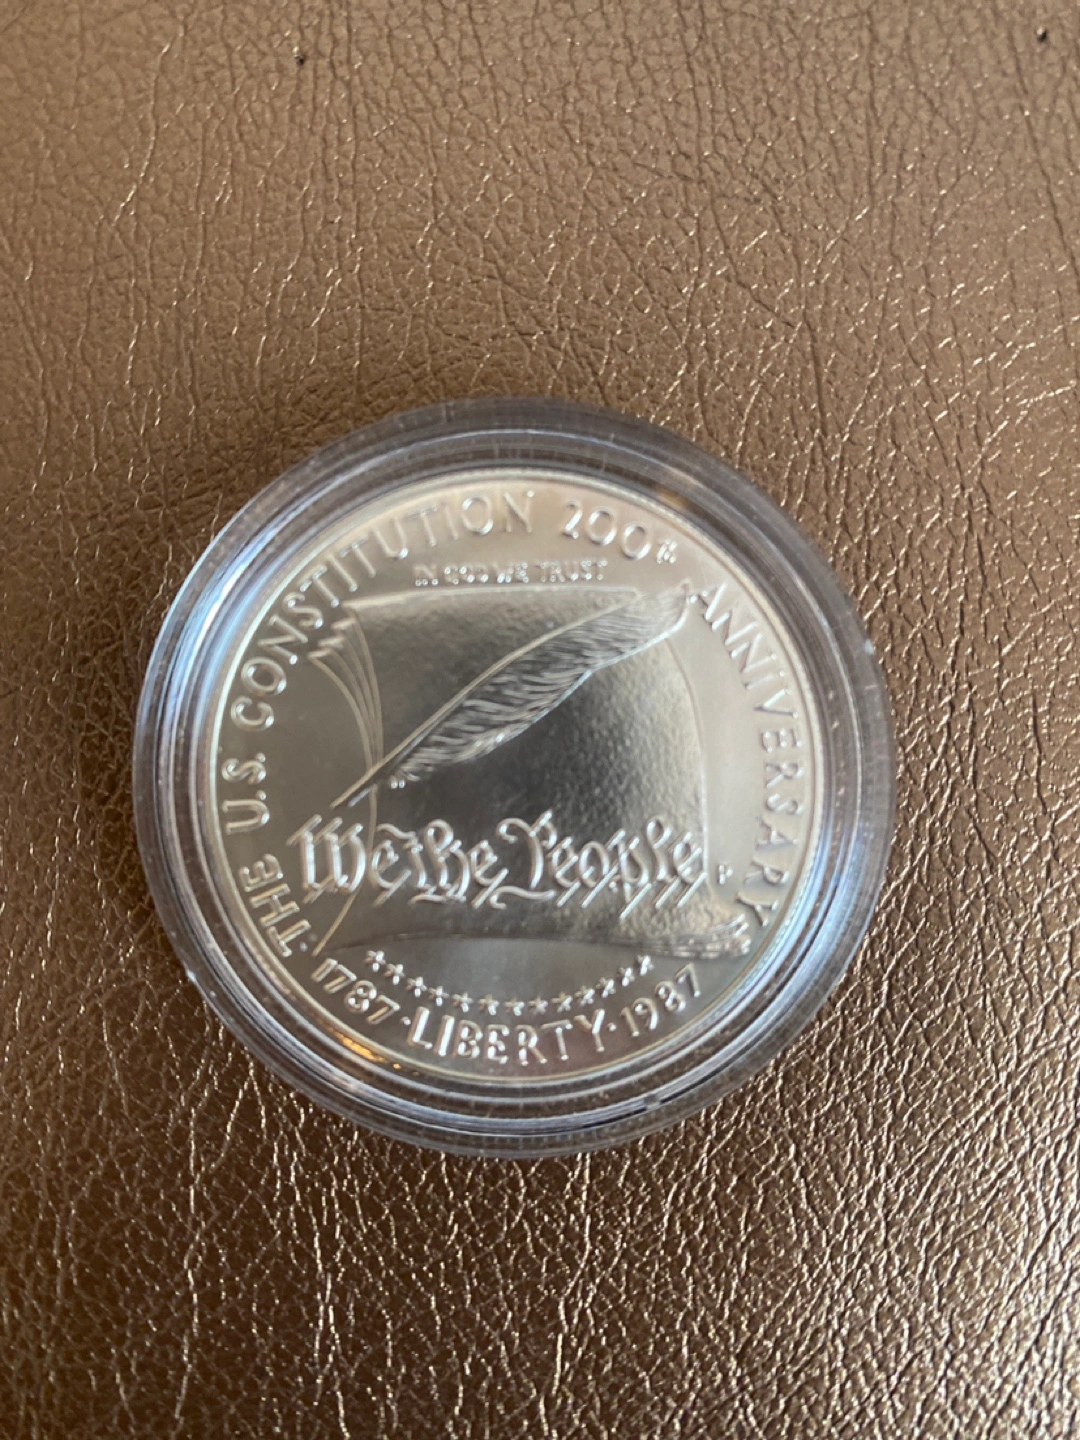 THE U.S. CONSTITUTION 200th ANNIVERSARY
IN GOD WE TRUST
We the People
P
1787 · LIBERTY · 1987